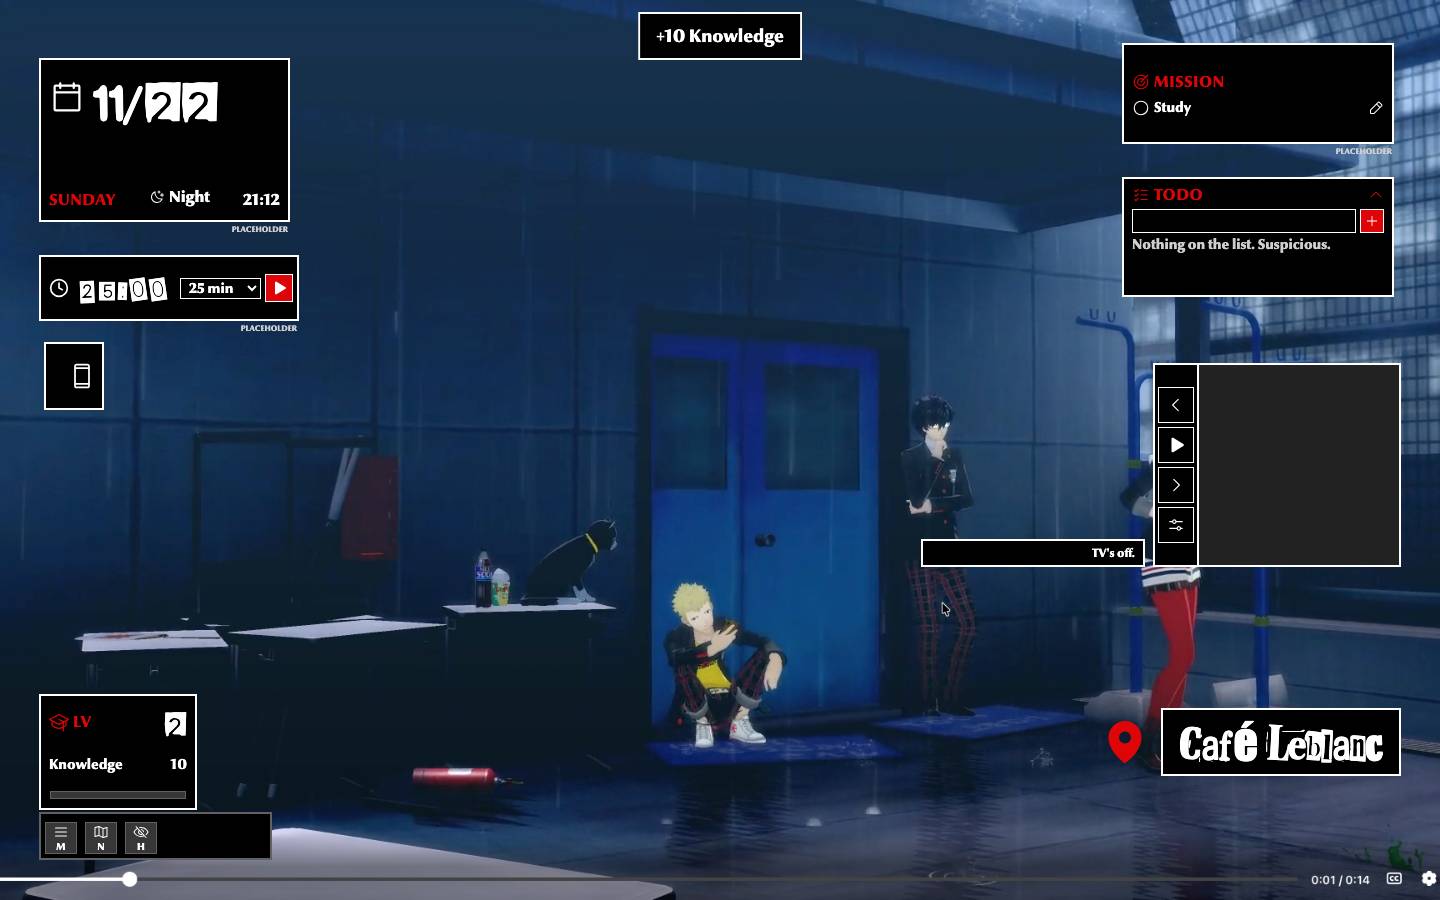 +10 Knowledge
11/22
SUNDAY
Night
21:12
PLACEHOLDER
25:00
25 min
PLACEHOLDER
MISSION
Study
PLACEHOLDER
TODO
Nothing on the list. Suspicious.
TV's off.
Café Leblanc
LV
2
Knowledge
10
M
N
H
0:01 / 0:14
CC